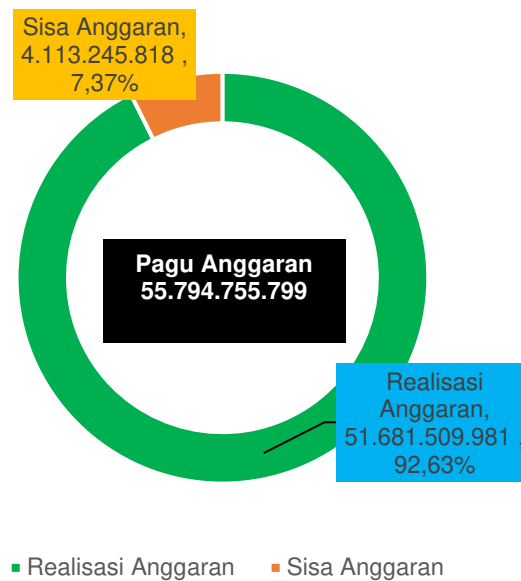 Sisa Anggaran,
4.113.245.818 ,
7,37%
Pagu Anggaran
55.794.755.799
Realisasi
Anggaran,
51.681.509.981 ,
92,63%
Realisasi Anggaran
Sisa Anggaran